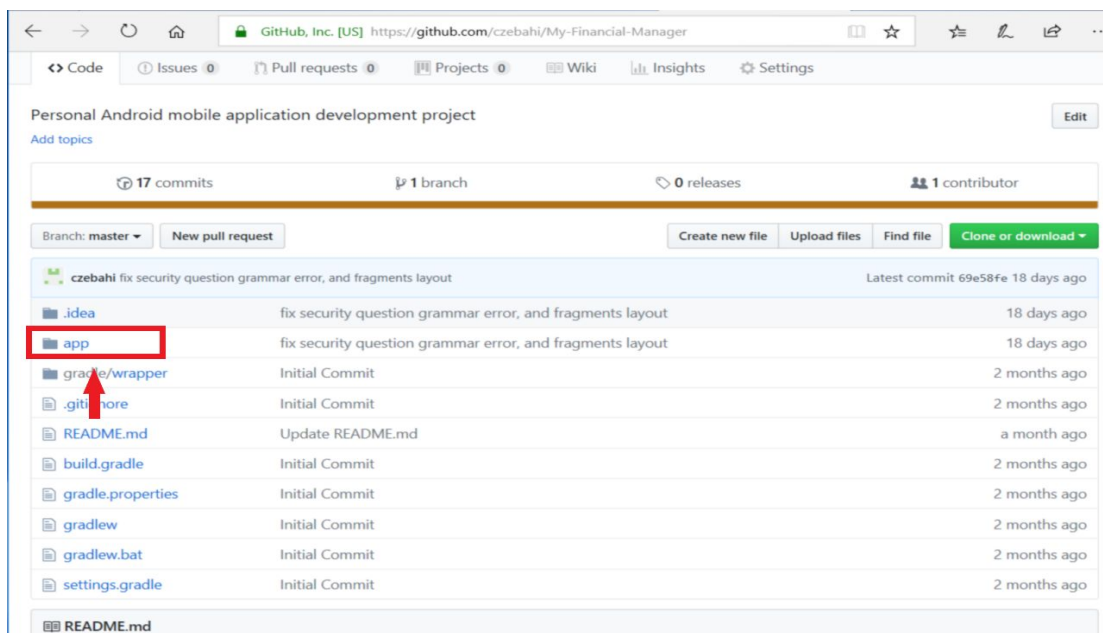 GitHub, Inc. [US] https://github.com/czebahi/My-Financial-Manager
Code Issues 0 Pull requests 0 Projects 0 Wiki Insights Settings
Personal Android mobile application development project Edit
Add topics
17 commits 1 branch 0 releases 1 contributor
Branch: master New pull request Create new file Upload files Find file Clone or download
czebahi fix security question grammar error, and fragments layout Latest commit 69e58fe 18 days ago
.idea fix security question grammar error, and fragments layout 18 days ago
app fix security question grammar error, and fragments layout 18 days ago
gradle/wrapper Initial Commit 2 months ago
.gitignore Initial Commit 2 months ago
README.md Update README.md a month ago
build.gradle Initial Commit 2 months ago
gradle.properties Initial Commit 2 months ago
gradlew Initial Commit 2 months ago
gradlew.bat Initial Commit 2 months ago
settings.gradle Initial Commit 2 months ago
README.md